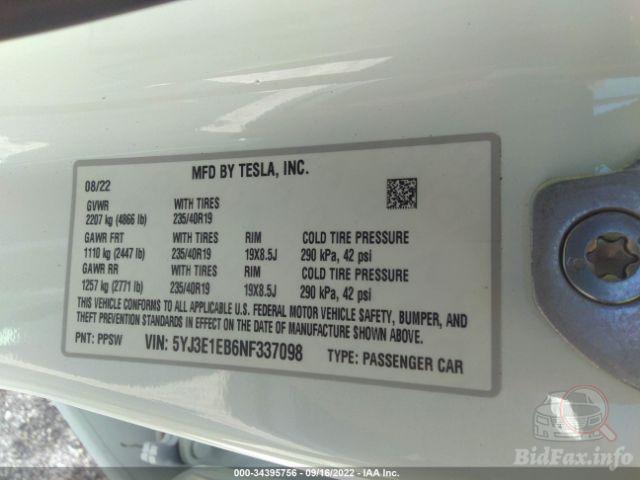 MFD BY TESLA, INC.
08/22
GVWR WITH TIRES
2207 kg (4866 lb) 235/40R19
GAWR FRT WITH TIRES RIM COLD TIRE PRESSURE
1110 kg (2447 lb) 235/40R19 19X8.5J 290 kPa, 42 psi
GAWR RR WITH TIRES RIM COLD TIRE PRESSURE
1257 kg (2771 lb) 235/40R19 19X8.5J 290 kPa, 42 psi
THIS VEHICLE CONFORMS TO ALL APPLICABLE U.S. FEDERAL MOTOR VEHICLE SAFETY, BUMPER, AND
THEFT PREVENTION STANDARDS IN EFFECT ON THE DATE OF MANUFACTURE SHOWN ABOVE.
PNT: PPSW VIN: 5YJ3E1EB6NF337098 TYPE: PASSENGER CAR
BidFax.info
000-34395756 - 09/16/2022 - IAA Inc.